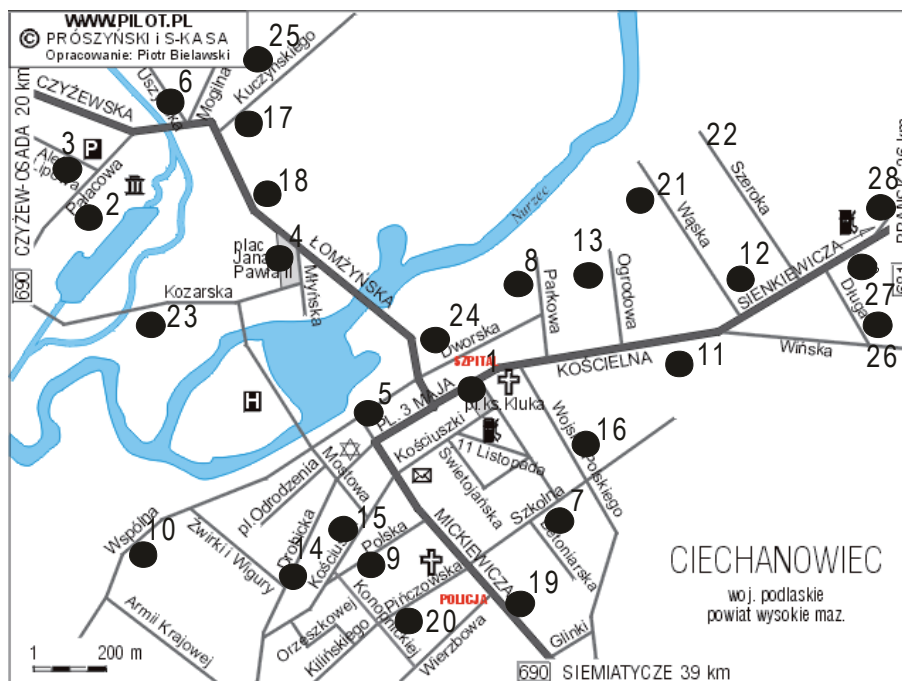 WWW.PILOT.PL
© PRÓSZYŃSKI i S-KASA
Opracowanie: Piotr Bielawski
CZYŻEW-OSADA 20 km
690
CZYŻEWSKA
6
Mogilna
25
Kuczyńskiego
17
3
P
Pałacowa
2
18
4
plac
Jana
Pawła II
ŁOMŻYŃSKA
Młyńska
Kozarska
23
Nurzec
8
13
Parkowa
Ogrodowa
21
Wąska
22
Szeroka
12
28
SIENKIEWICZA
Długa
27
26
Wińska
11
KOŚCIELNA
24
Dworska
SZPITAL
1
pl.ks. Kluka
PL. 3 MAJA
5
H
Kościuszki
11 Listopada
Świetojańska
Wojska Polskiego
16
Szkolna
7
Mostowa
pl.Odrodzenia
Wspólna
10
Żwirki i Wigury
14
15
Polska
9
MICKIEWICZA
Pińczowska
Konopnickiej
POLICJA
19
20
Orzeszkowej
Kilińskiego
Wierzbowa
Glinki
Armii Krajowej
CIECHANOWIEC
woj. podlaskie
powiat wysokie maz.
1 200 m
690 SIEMIATYCZE 39 km